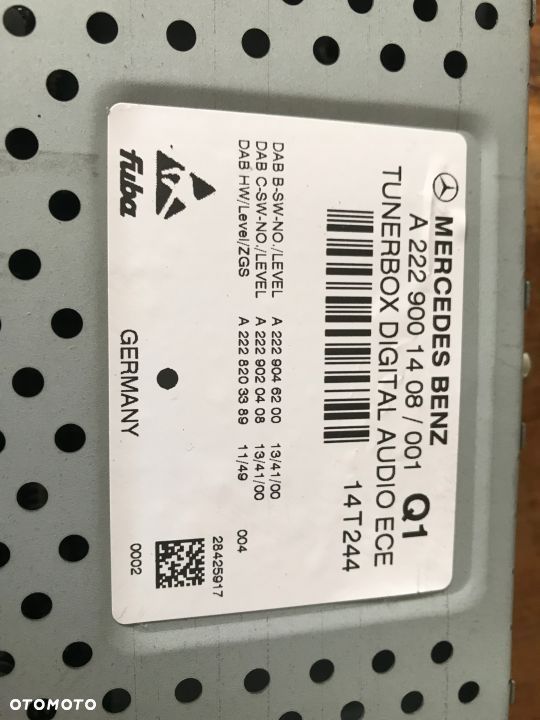 MERCEDES BENZ
A 222 900 14 08 / 001 Q1
TUNERBOX DIGITAL AUDIO ECE
14T244
DAB B-SW-NO./LEVEL A 222 904 62 00 13/41/00
DAB C-SW-NO./LEVEL A 222 902 04 08 13/41/00
DAB HW/Level/ZGS A 222 820 33 89 11/49 004
28425917
fuba
GERMANY
0002
OTOMOTO